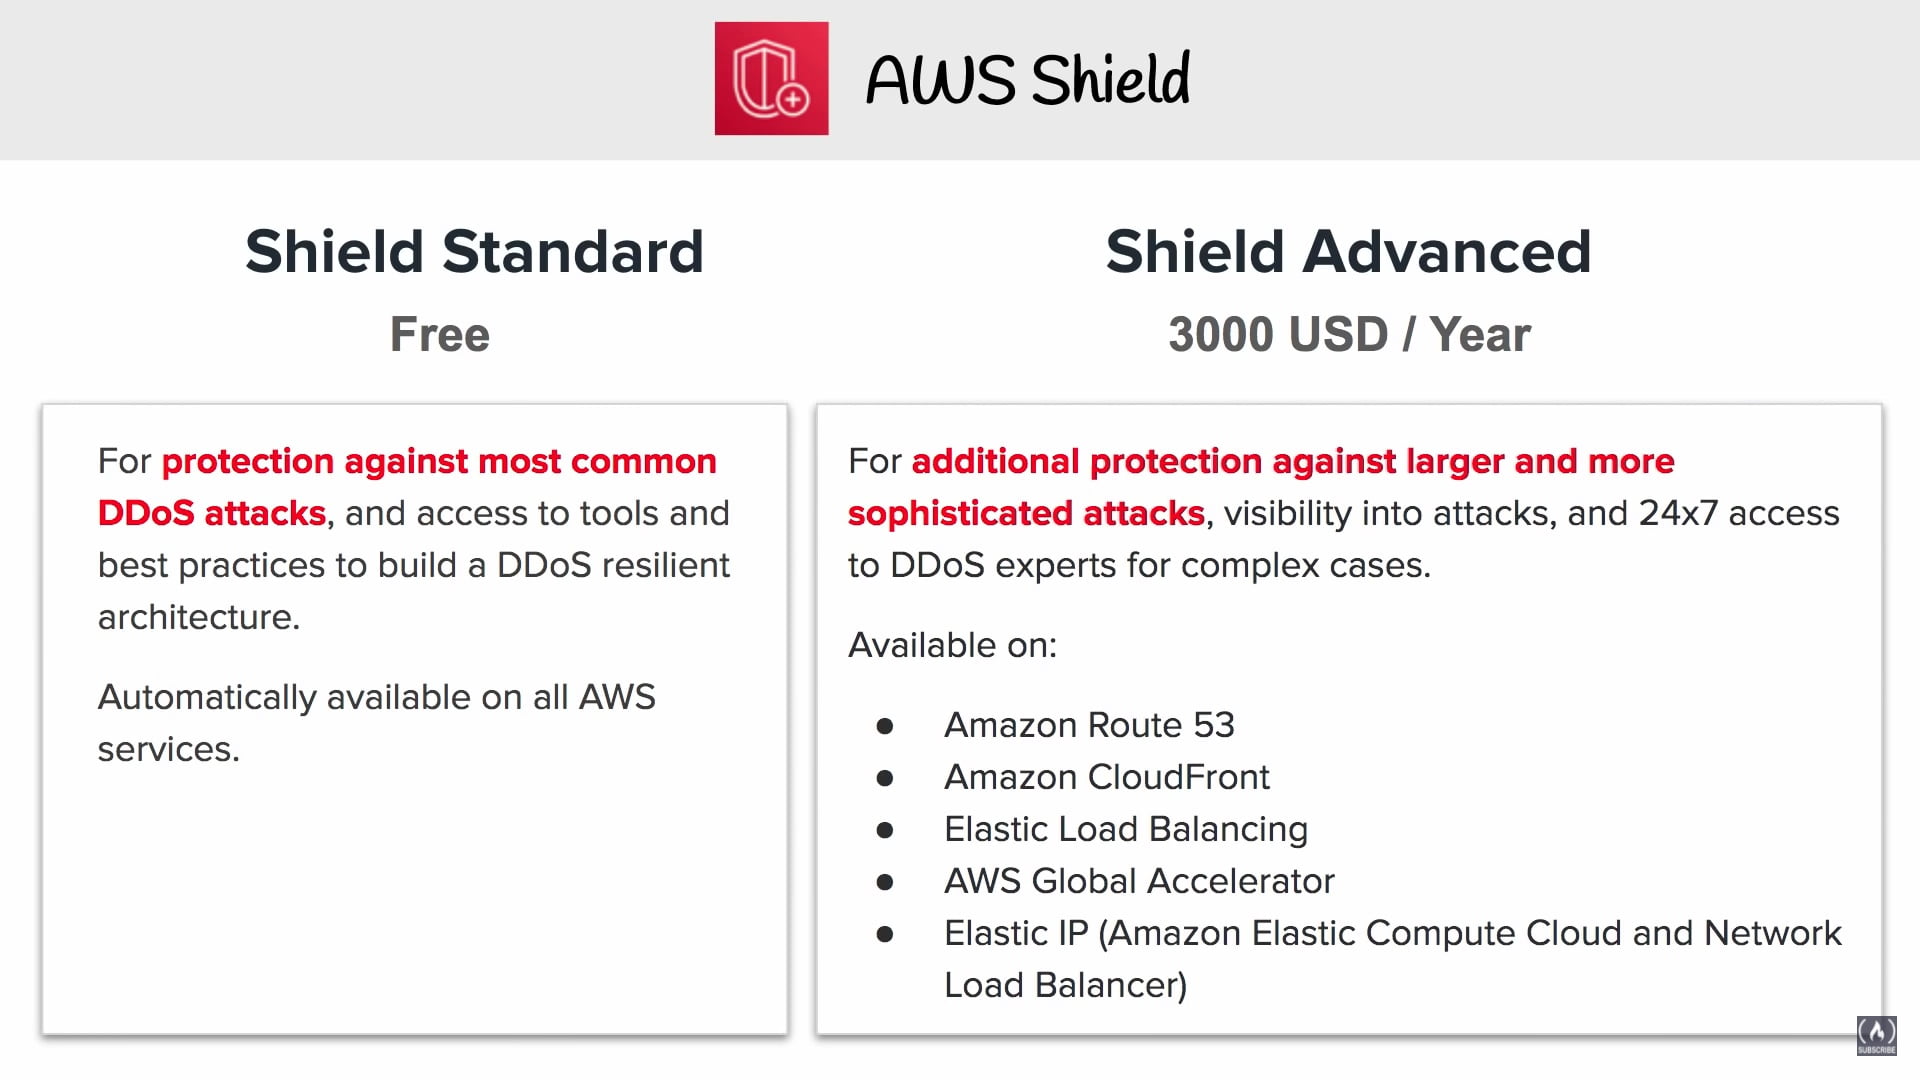 AWS Shield
Shield Standard
Free
For protection against most common
DDoS attacks, and access to tools and
best practices to build a DDoS resilient
architecture.
Automatically available on all AWS
services.
Shield Advanced
3000 USD / Year
For additional protection against larger and more
sophisticated attacks, visibility into attacks, and 24x7 access
to DDoS experts for complex cases.
Available on:
● Amazon Route 53
● Amazon CloudFront
● Elastic Load Balancing
● AWS Global Accelerator
● Elastic IP (Amazon Elastic Compute Cloud and Network
Load Balancer)
SUBSCRIBE